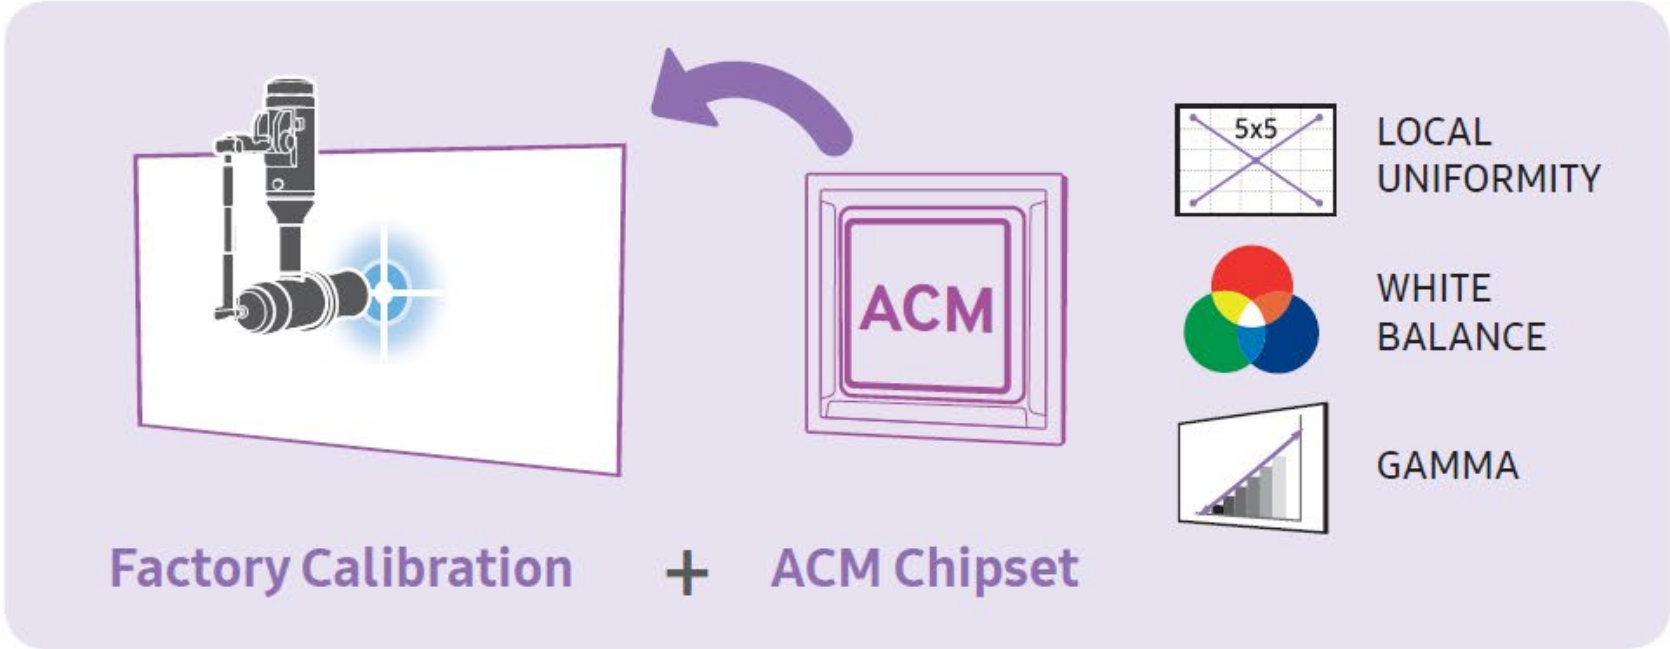 5x5
LOCAL
UNIFORMITY
ACM
WHITE
BALANCE
GAMMA
Factory Calibration + ACM Chipset